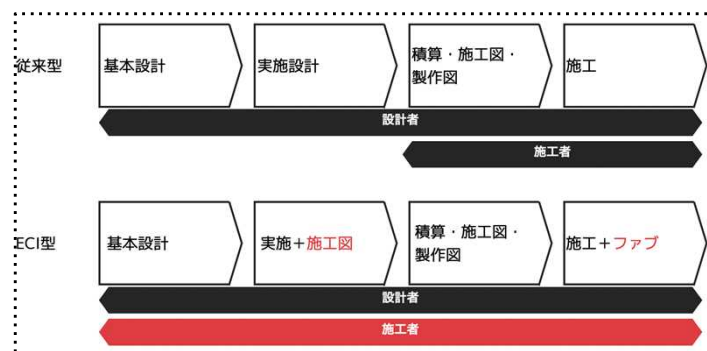 従来型
基本設計
実施設計
積算・施工図・
製作図
施工
設計者
施工者
ECI型
基本設計
実施+施工図
積算・施工図・
製作図
施工+ファブ
設計者
施工者